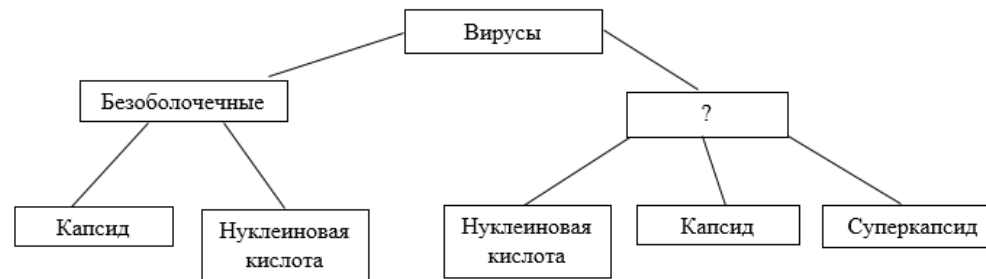 Вирусы
Безоболочечные
?
Капсид
Нуклеиновая
кислота
Нуклеиновая
кислота
Капсид
Суперкапсид